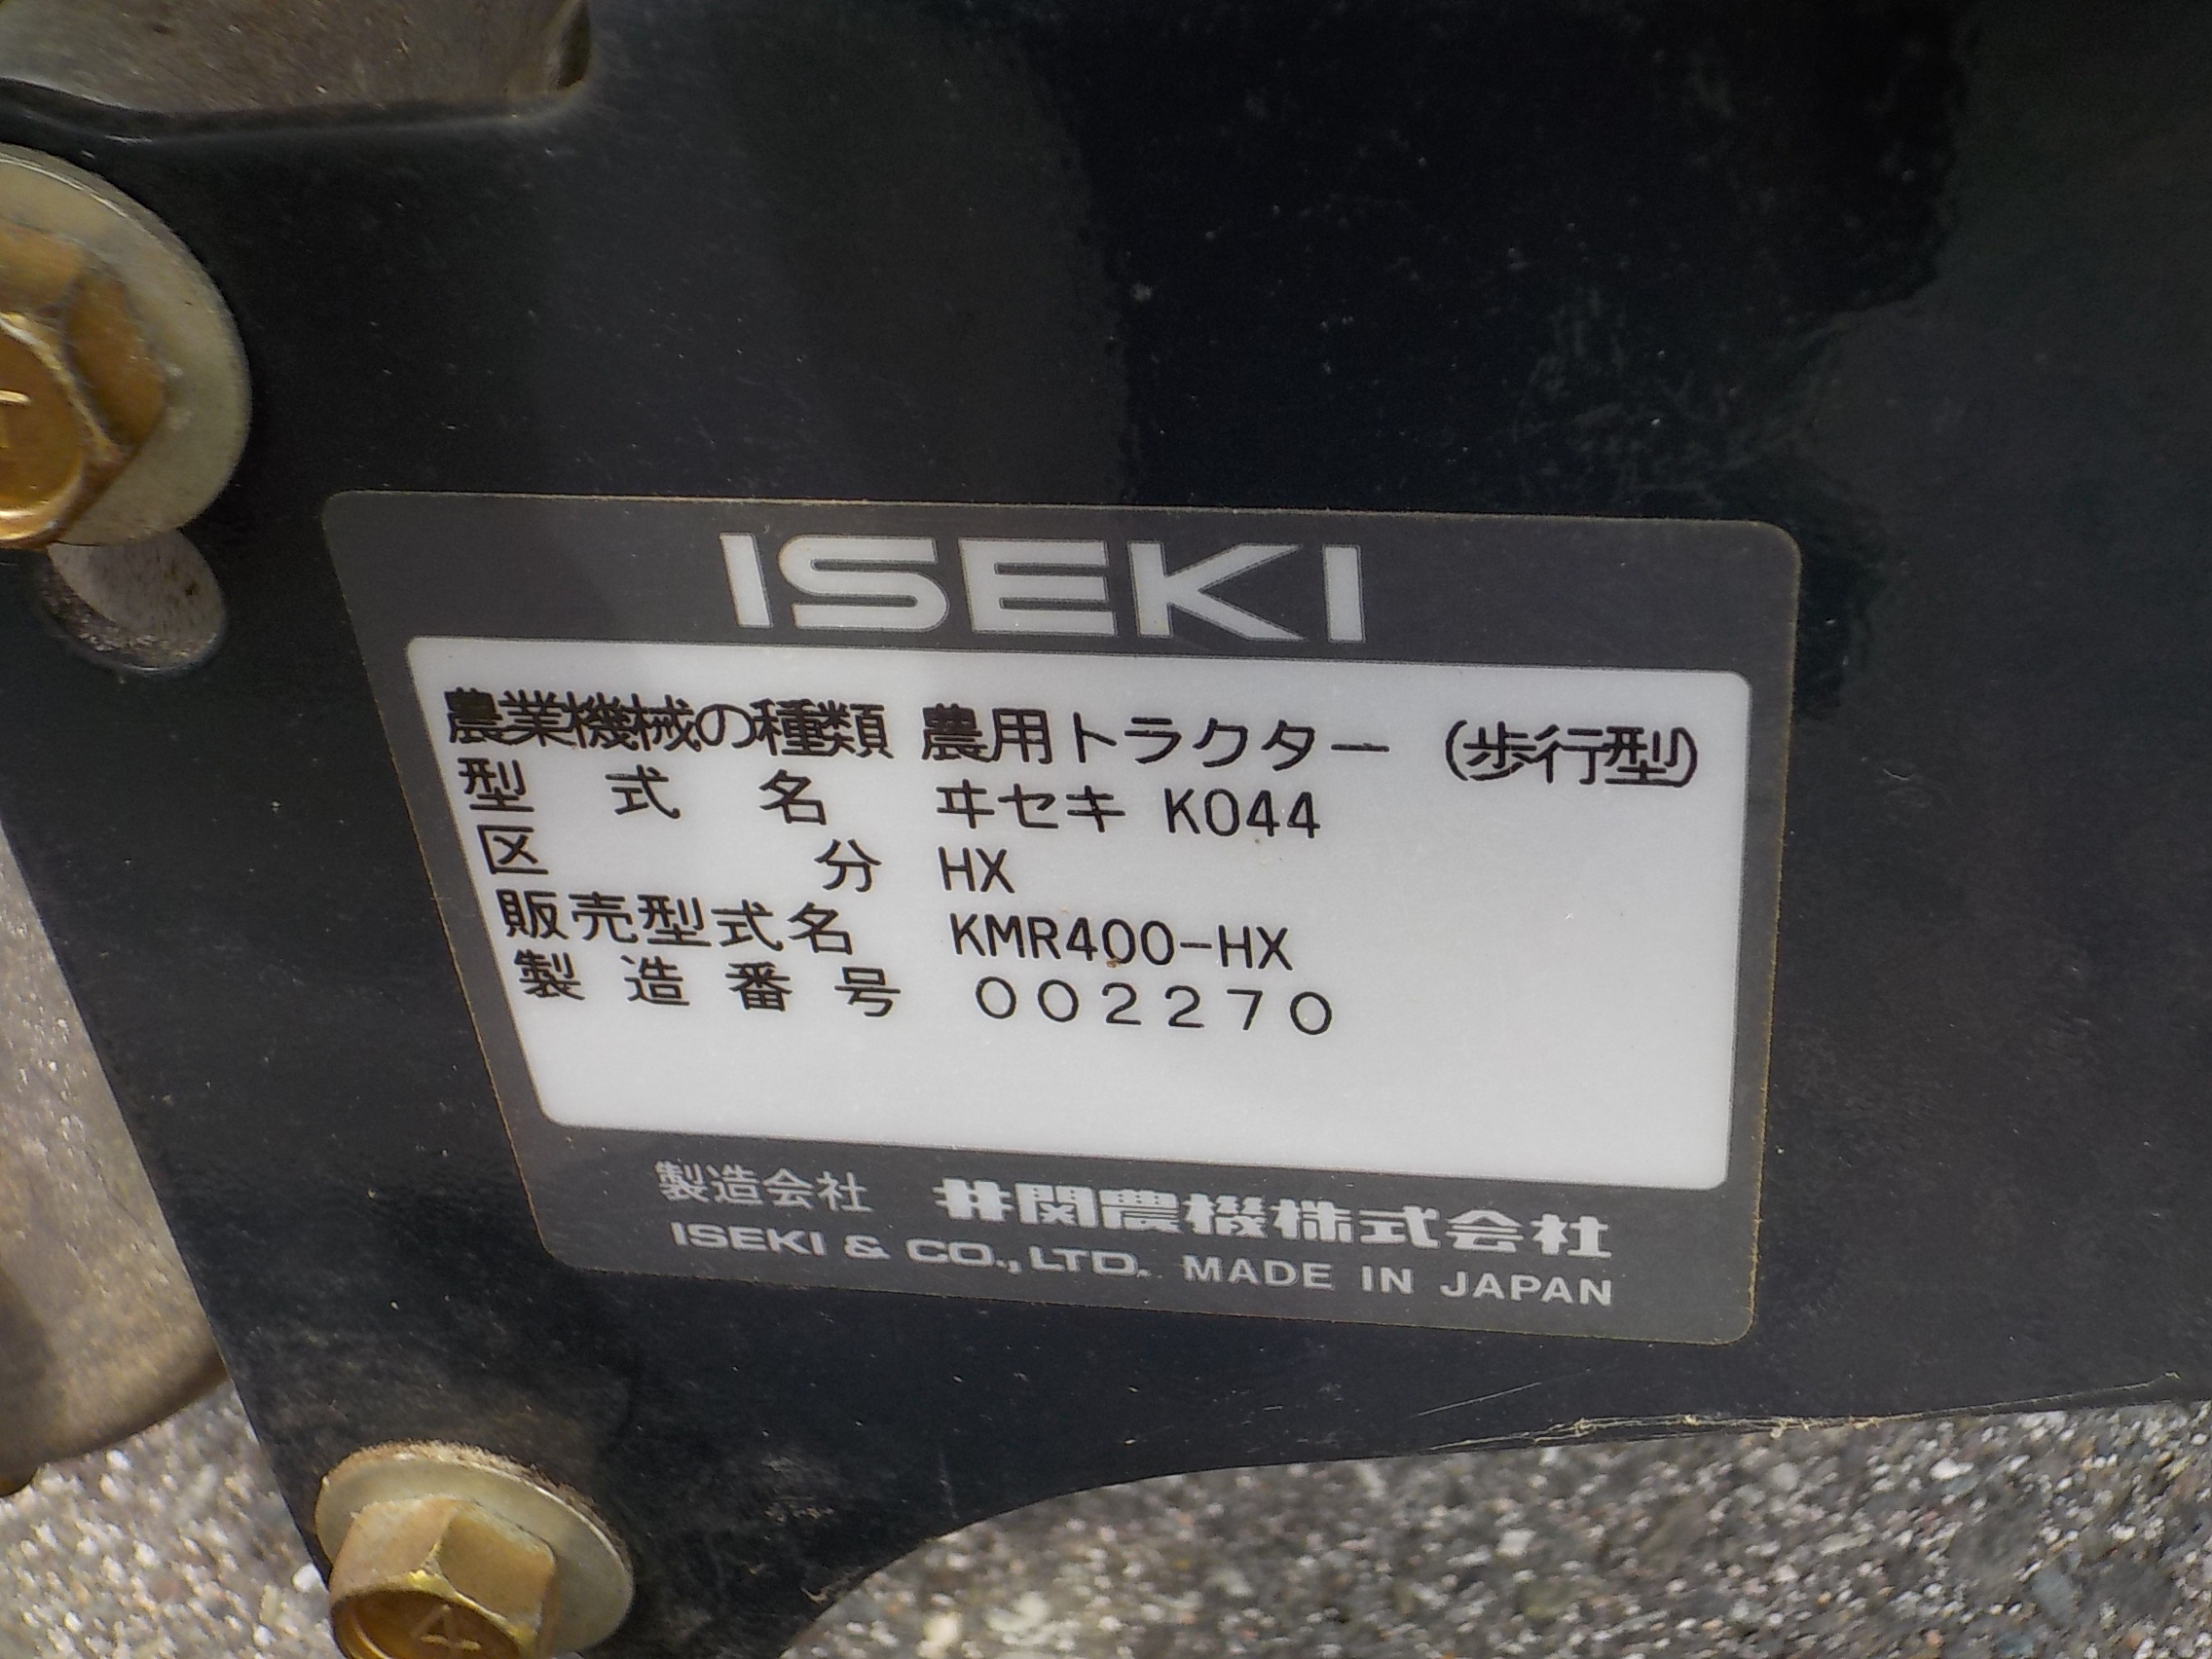 ISEKI
農業機械の種類 農用トラクター (歩行型)
型式名 ヰセキ K044
区分 HX
販売型式名 KMR400-HX
製造番号 002270
製造会社 井関農機株式会社
ISEKI & CO., LTD. MADE IN JAPAN
4